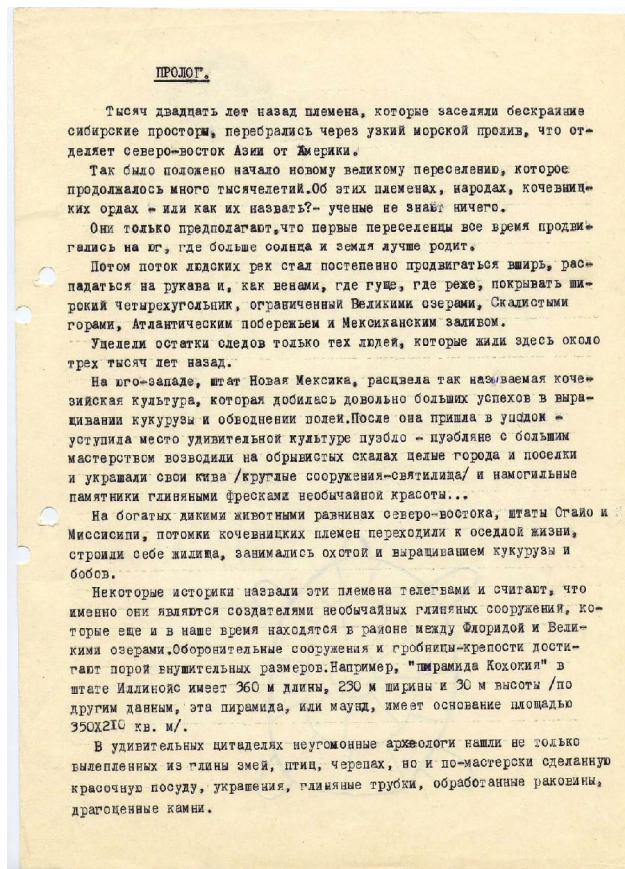 ПРОЛОГ.
Тысяч двадцать лет назад племена, которые заселяли бескрайние
сибирские просторы, перебрались через узкий морской пролив, что от-
деляет северо-восток Азии от Америки.
Так было положено начало новому великому переселению, которое
продолжалось много тысячелетий.Об этих племенах, народах, кочевниц-
ких ордах - или как их назвать?- ученые не знают ничего.
Они только предполагают,что первые переселенцы все время продви-
гались на юг, где больше солнца и земля лучше родит.
Потом поток людских рек стал постепенно продвигаться вширь, рас-
падаться на рукава и, как венами, где гуще, где реже, покрывать ши-
рокий четырехугольник, ограниченный Великими озерами, Скалистыми
горами, Атлантическим побережьем и Мексиканским заливом.
Уцелели остатки следов только тех людей, которые жили здесь около
трех тысяч лет назад.
На юго-западе, штат Новая Мексика, расцвела так называемая коче-
зийская культура, которая добилась довольно больших успехов в выра-
щивании кукурузы и обводнении полей.После она пришла в упадок -
уступила место удивительной культуре пуэбло - пуэбляне с большим
мастерством возводили на обрывистых скалах целые города и поселки
и украшали свои кива /круглые сооружения-святилища/ и намогильные
памятники глиняными фресками необычайной красоты...
На богатых дикими животными равнинах северо-востока, штаты Огайо и
Миссисипи, потомки кочевницких племен переходили к оседлой жизни,
строили себе жилища, занимались охотой и выращиванием кукурузы и
бобов.
Некоторые историки назвали эти племена телегвами и считают, что
именно они являются создателями необычайных глиняных сооружений, ко-
торые еще и в наше время находятся в районе между Флоридой и Вели-
кими озерами.Оборонительные сооружения и гробницы-крепости дости-
гают порой внушительных размеров.Например, "пирамида Кохокия" в
штате Иллинойс имеет 360 м длины, 230 м ширины и 30 м высоты /по
другим данным, эта пирамида, или маунд, имеет основание площадью
350Х210 кв. м/.
В удивительных цитаделях неугомонные археологи нашли не только
вылепленных из глины змей, птиц, черепах, но и по-мастерски сделанную
красочную посуду, украшения, глиняные трубки, обработанные раковины,
драгоценные камни.